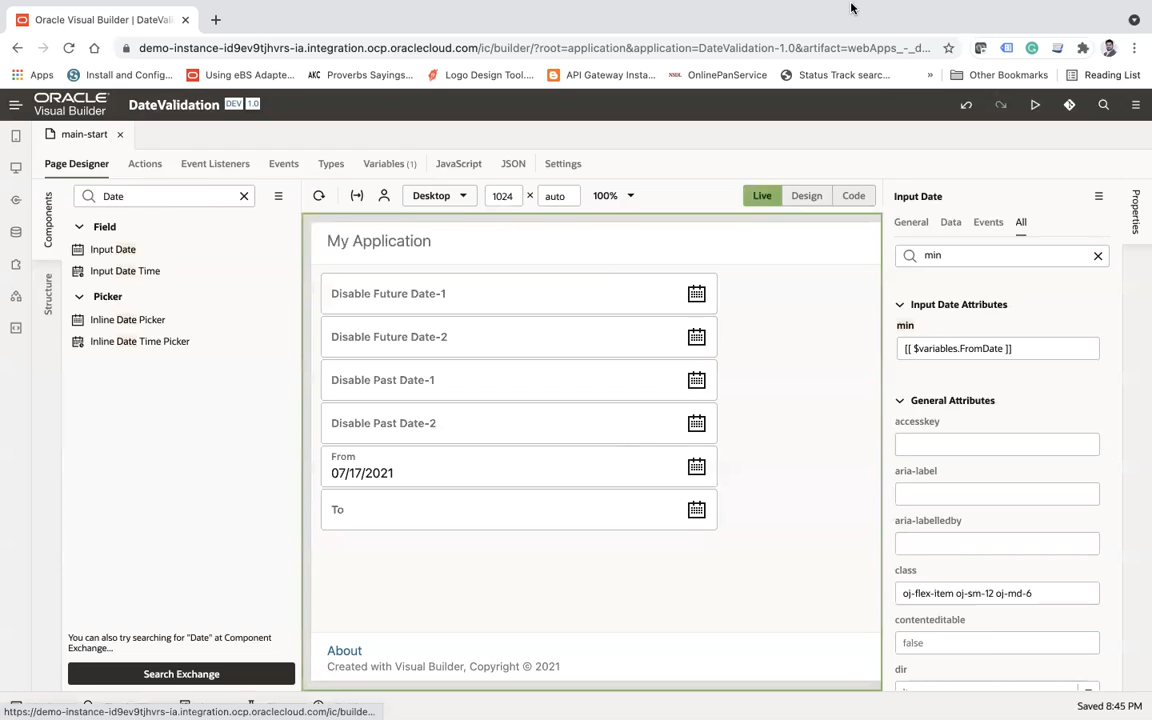 Oracle Visual Builder | DateVali
demo-instance-id9ev9tjhvrs-ia.integration.ocp.oraclecloud.com/ic/builder/?root=application&application=DateValidation-1.0&artifact=webApps_-_d...
Apps
Install and Config...
Using eBS Adapte...
AKC Proverbs Sayings...
Logo Design Tool....
API Gateway Insta...
OnlinePanService
Status Track searc...
»
Other Bookmarks
Reading List
ORACLE
Visual Builder
DateValidation
DEV 1.0
main-start
Page Designer
Actions
Event Listeners
Events
Types
Variables (1)
JavaScript
JSON
Settings
Components
Structure
Date
Field
Input Date
Input Date Time
Picker
Inline Date Picker
Inline Date Time Picker
You can also try searching for "Date" at Component
Exchange...
Search Exchange
Desktop
1024 × auto
100%
Live
Design
Code
My Application
Disable Future Date-1
Disable Future Date-2
Disable Past Date-1
Disable Past Date-2
From
07/17/2021
To
About
Created with Visual Builder, Copyright © 2021
Input Date
General
Data
Events
All
min
Input Date Attributes
min
[[ $variables.FromDate ]]
General Attributes
accesskey
aria-label
aria-labelledby
class
oj-flex-item oj-sm-12 oj-md-6
contenteditable
false
dir
Properties
https://demo-instance-id9ev9tjhvrs-ia.integration.ocp.oraclecloud.com/ic/builde...
Saved 8:45 PM